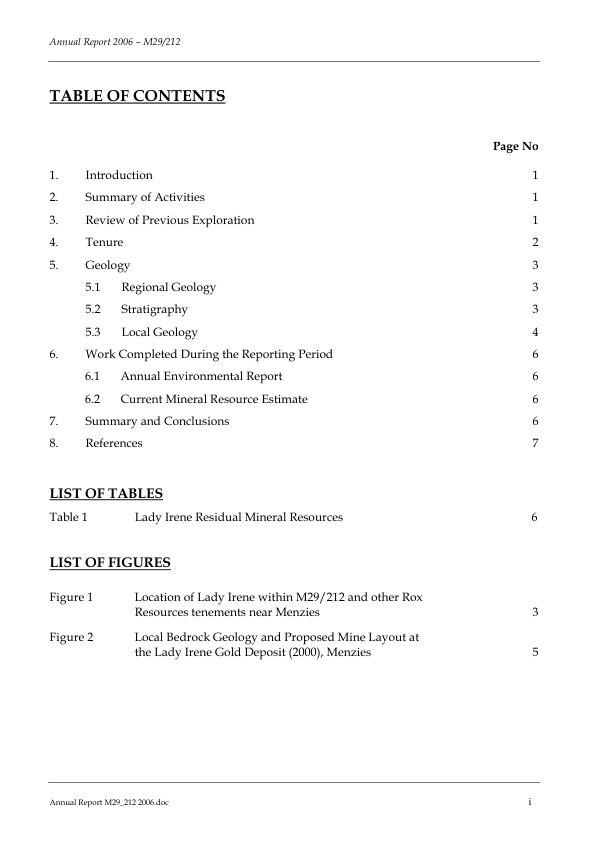 Annual Report 2006 – M29/212
TABLE OF CONTENTS
Page No
1. Introduction 1
2. Summary of Activities 1
3. Review of Previous Exploration 1
4. Tenure 2
5. Geology 3
5.1 Regional Geology 3
5.2 Stratigraphy 3
5.3 Local Geology 4
6. Work Completed During the Reporting Period 6
6.1 Annual Environmental Report 6
6.2 Current Mineral Resource Estimate 6
7. Summary and Conclusions 6
8. References 7
LIST OF TABLES
Table 1 Lady Irene Residual Mineral Resources 6
LIST OF FIGURES
Figure 1 Location of Lady Irene within M29/212 and other Rox
Resources tenements near Menzies 3
Figure 2 Local Bedrock Geology and Proposed Mine Layout at
the Lady Irene Gold Deposit (2000), Menzies 5
Annual Report M29_212 2006.doc i